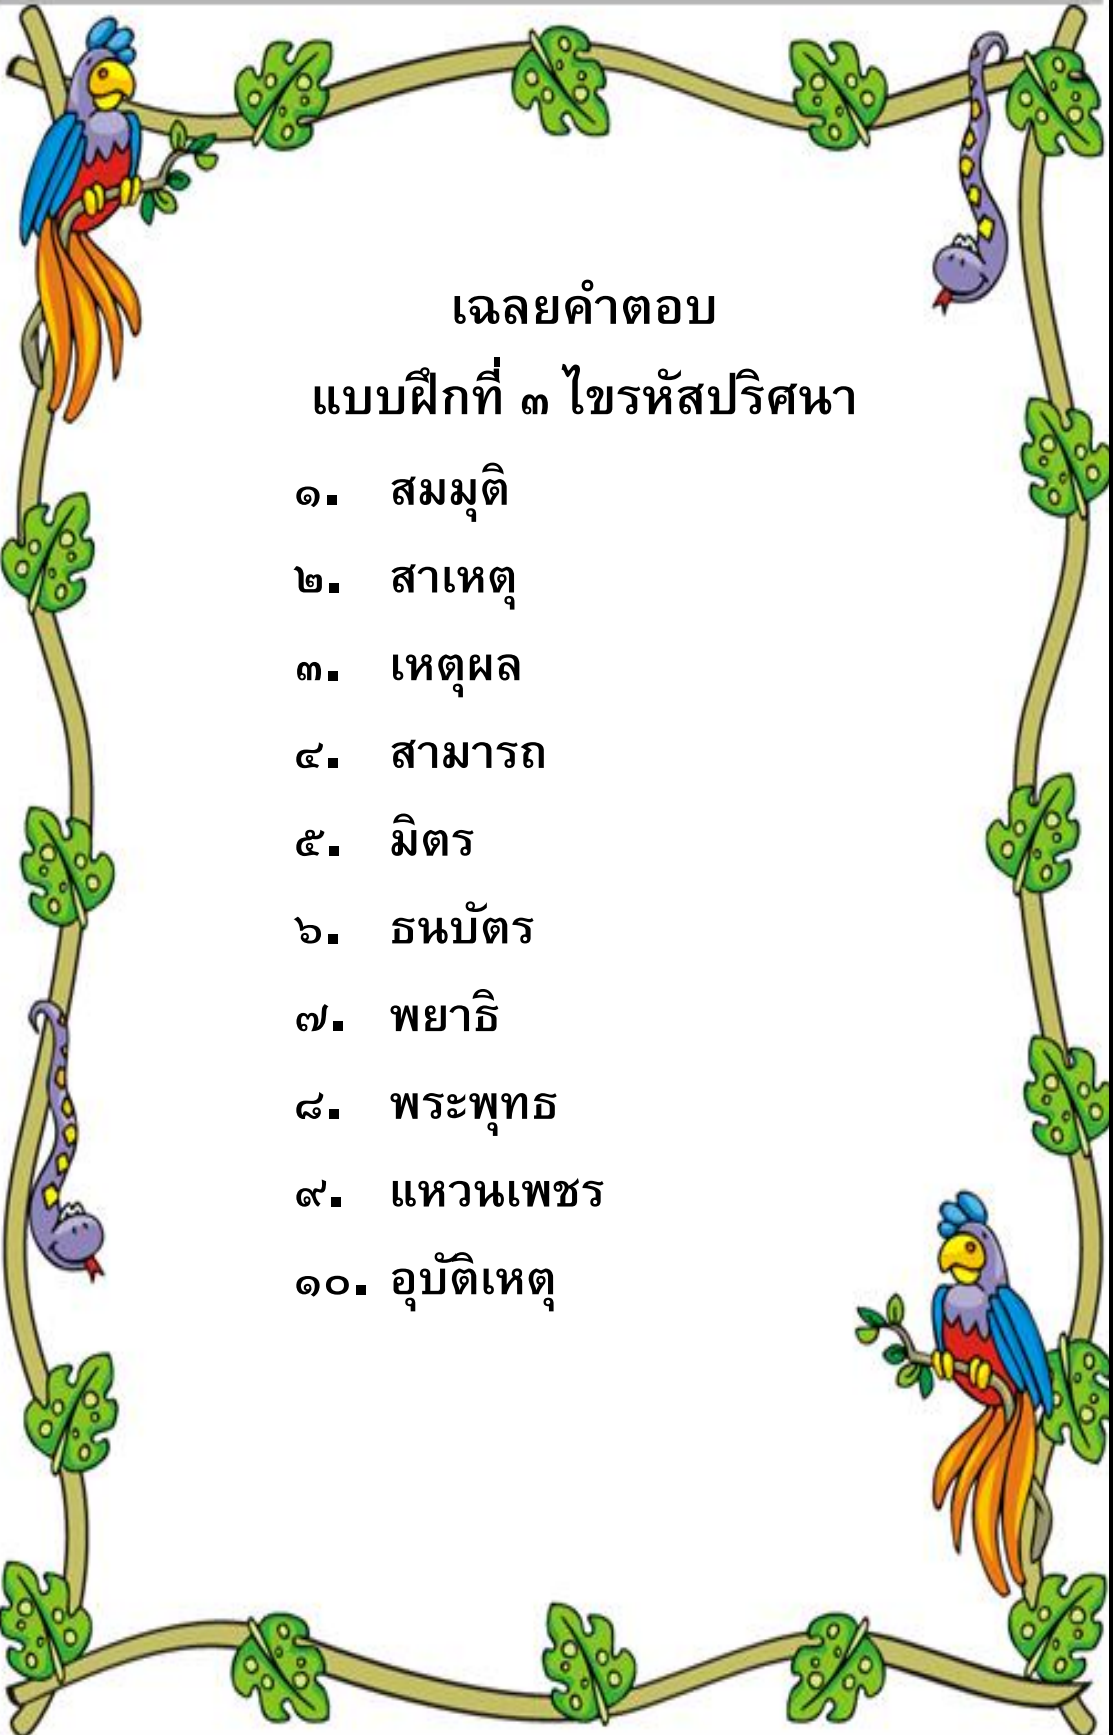 เฉลยคำตอบ
แบบฝึกที่ ๓ ไขรหัสปริศนา
๑. สมมุติ
๒. สาเหตุ
๓. เหตุผล
๔. สามารถ
๕. มิตร
๖. ธนบัตร
๗. พยาธิ
๘. พระพุทธ
๙. แหวนเพชร
๑๐. อุบัติเหตุ